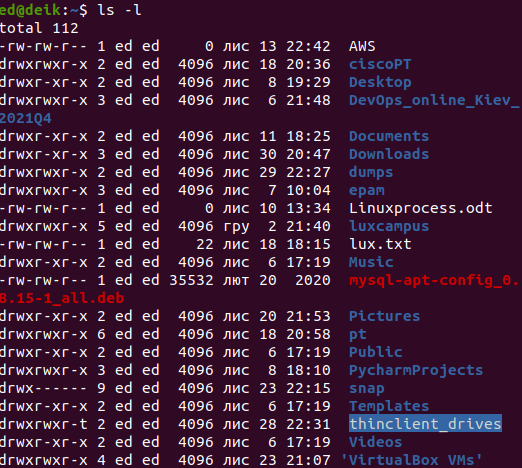 ed@deik:~$ ls -l
total 112
-rw-rw-r-- 1 ed ed 0 лис 13 22:42 AWS
drwxrwxr-x 2 ed ed 4096 лис 18 20:36 ciscoPT
drwxr-xr-x 2 ed ed 4096 лис 8 19:29 Desktop
drwxrwxr-x 3 ed ed 4096 лис 6 21:48 DevOps_online_Kiev_
2021Q4
drwxr-xr-x 2 ed ed 4096 лис 11 18:25 Documents
drwxr-xr-x 3 ed ed 4096 лис 30 20:47 Downloads
drwxrwxr-x 2 ed ed 4096 лис 29 22:27 dumps
drwxrwxr-x 3 ed ed 4096 лис 7 10:04 epam
-rw-rw-r-- 1 ed ed 0 лис 10 13:34 Linuxprocess.odt
drwxrwxr-x 5 ed ed 4096 гру 2 21:40 luxcampus
-rw-rw-r-- 1 ed ed 22 лис 18 18:15 lux.txt
drwxr-xr-x 2 ed ed 4096 лис 6 17:19 Music
-rw-rw-r-- 1 ed ed 35532 лют 20 2020 mysql-apt-config_0.
8.15-1_all.deb
drwxr-xr-x 2 ed ed 4096 лис 20 21:53 Pictures
drwxrwxr-x 6 ed ed 4096 лис 18 20:58 pt
drwxr-xr-x 2 ed ed 4096 лис 6 17:19 Public
drwxrwxr-x 3 ed ed 4096 лис 8 18:10 PycharmProjects
drwx------ 9 ed ed 4096 лис 23 22:15 snap
drwxr-xr-x 2 ed ed 4096 лис 6 17:19 Templates
drwxrwxr-t 2 ed ed 4096 лис 28 22:31 thinclient_drives
drwxr-xr-x 2 ed ed 4096 лис 6 17:19 Videos
drwxrwxr-x 4 ed ed 4096 лис 23 21:07 'VirtualBox VMs'